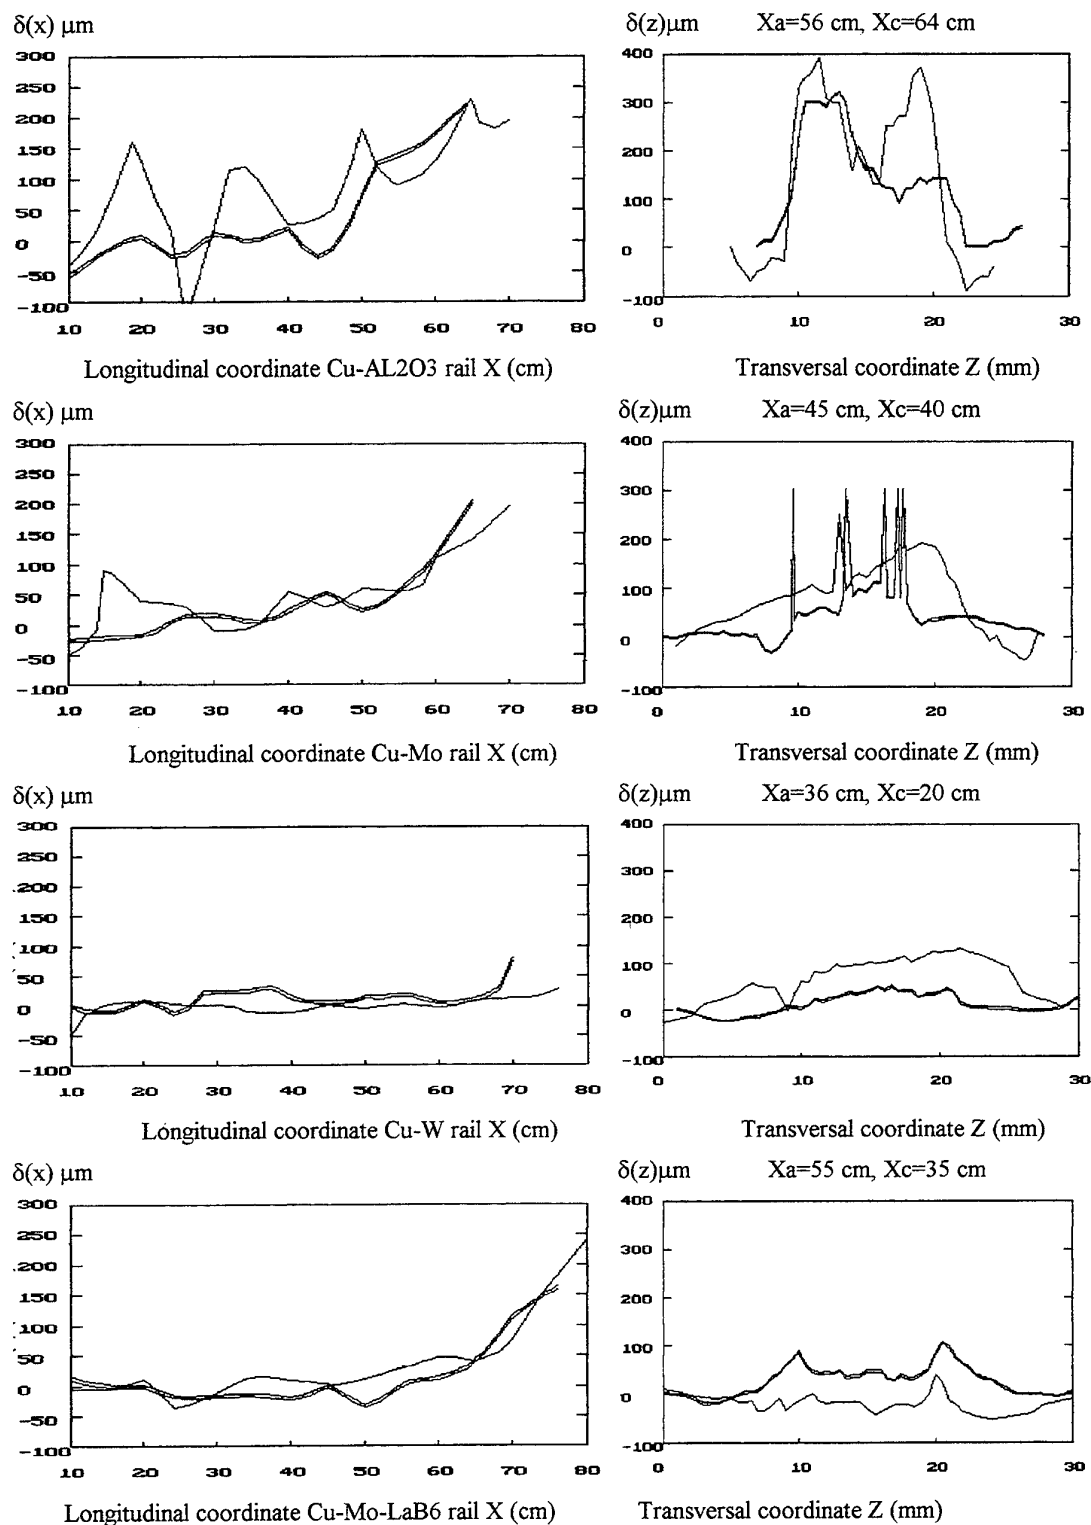 δ(x) μm
300
250
200
150
100
50
0
-50
-100
10 20 30 40 50 60 70 80
Longitudinal coordinate Cu-AL2O3 rail X (cm)
δ(z)μm Xa=56 cm, Xc=64 cm
400
300
200
100
0
-100
0 10 20 30
Transversal coordinate Z (mm)
δ(x) μm
300
250
200
150
100
50
0
-50
-100
10 20 30 40 50 60 70 80
Longitudinal coordinate Cu-Mo rail X (cm)
δ(z)μm Xa=45 cm, Xc=40 cm
400
300
200
100
0
-100
0 10 20 30
Transversal coordinate Z (mm)
δ(x) μm
300
250
200
150
100
50
0
-50
-100
10 20 30 40 50 60 70 80
Longitudinal coordinate Cu-W rail X (cm)
δ(z)μm Xa=36 cm, Xc=20 cm
400
300
200
100
0
-100
0 10 20 30
Transversal coordinate Z (mm)
δ(x) μm
300
250
200
150
100
50
0
-50
-100
10 20 30 40 50 60 70 80
Longitudinal coordinate Cu-Mo-LaB6 rail X (cm)
δ(z)μm Xa=55 cm, Xc=35 cm
400
300
200
100
0
-100
0 10 20 30
Transversal coordinate Z (mm)